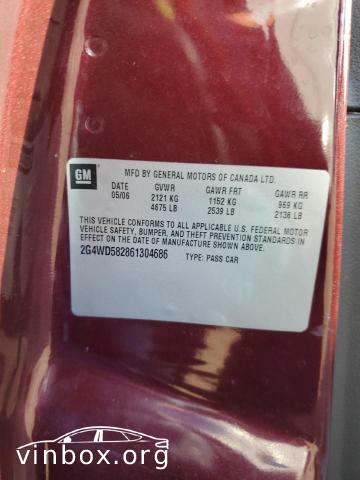 GM
MFD BY GENERAL MOTORS OF CANADA LTD.
DATE GVWR GAWR FRT GAWR RR
05/06 2121 KG 1152 KG 969 KG
4675 LB 2539 LB 2136 LB
THIS VEHICLE CONFORMS TO ALL APPLICABLE U.S. FEDERAL MOTOR
VEHICLE SAFETY, BUMPER, AND THEFT PREVENTION STANDARDS IN
EFFECT ON THE DATE OF MANUFACTURE SHOWN ABOVE.
2G4WD582861304686 TYPE: PASS CAR
vinbox.org